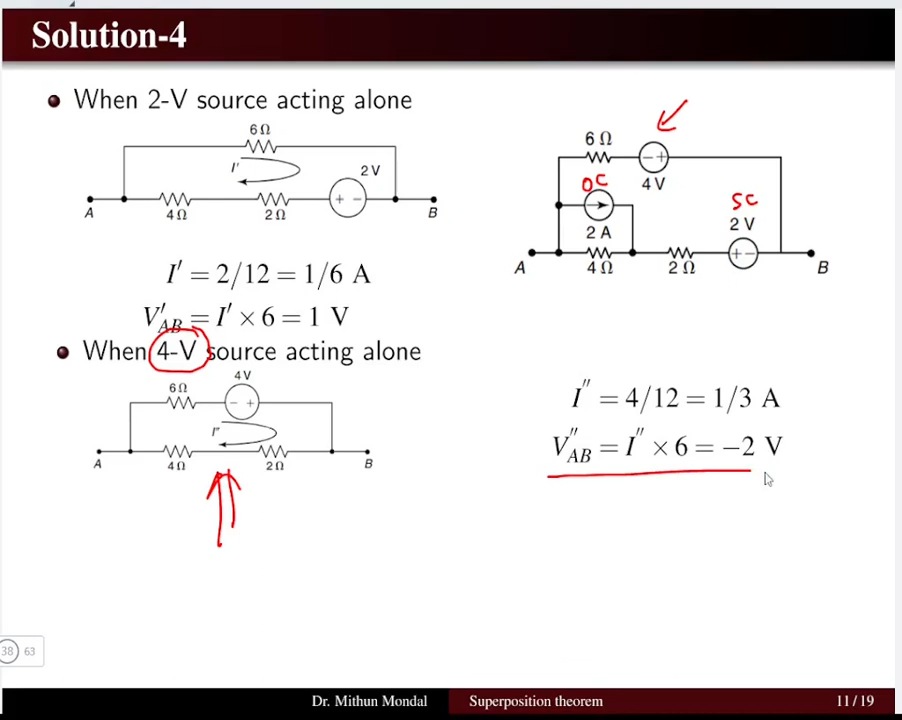 Solution-4
When 2-V source acting alone
6 Ω
I'
2 V
A
4 Ω
2 Ω
B
I' = 2/12 = 1/6 A
V'AB = I' × 6 = 1 V
6 Ω
4 V
OC
2 A
SC
2 V
A
4 Ω
2 Ω
B
When 4-V source acting alone
4 V
6 Ω
I"
A
4 Ω
2 Ω
B
I'' = 4/12 = 1/3 A
V''AB = I'' × 6 = −2 V
38 63
Dr. Mithun Mondal Superposition theorem 11 / 19